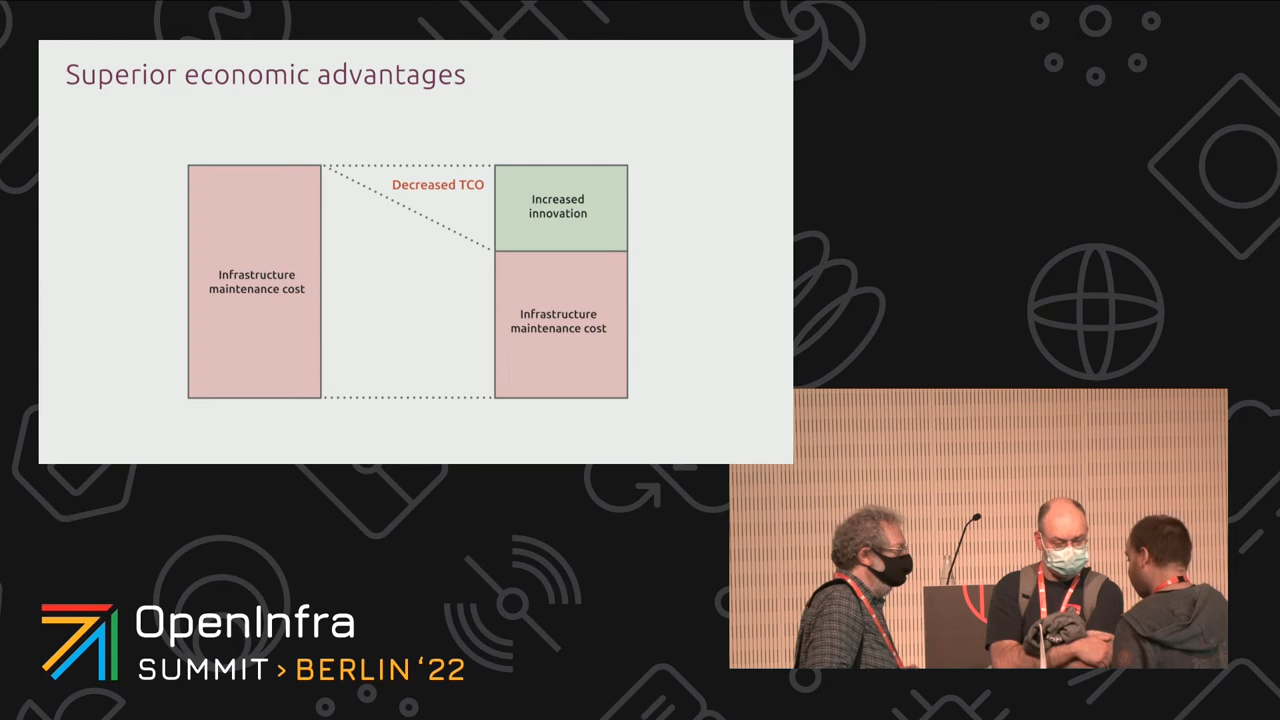 Superior economic advantages
Decreased TCO
Increased
innovation
Infrastructure
maintenance cost
Infrastructure
maintenance cost
OpenInfra
SUMMIT > BERLIN ‘22